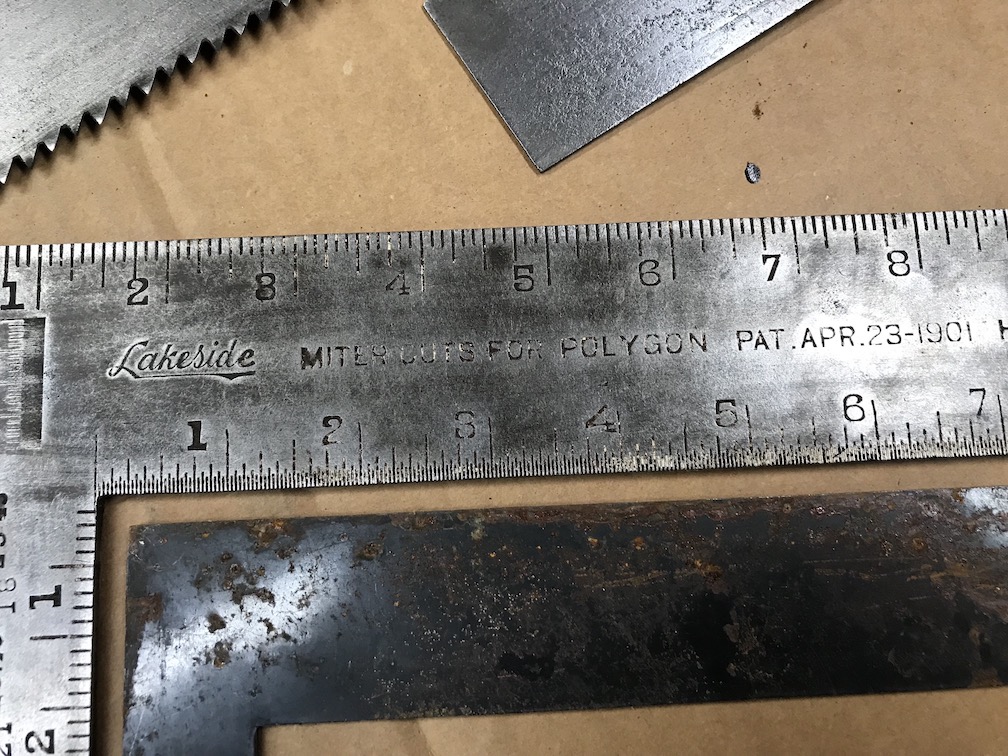 1 2 3 4 5 6 7 8
Lakeside MITER CUTS FOR POLYGON PAT.APR.23-1901
1 2 3 4 5 6 7
1
2